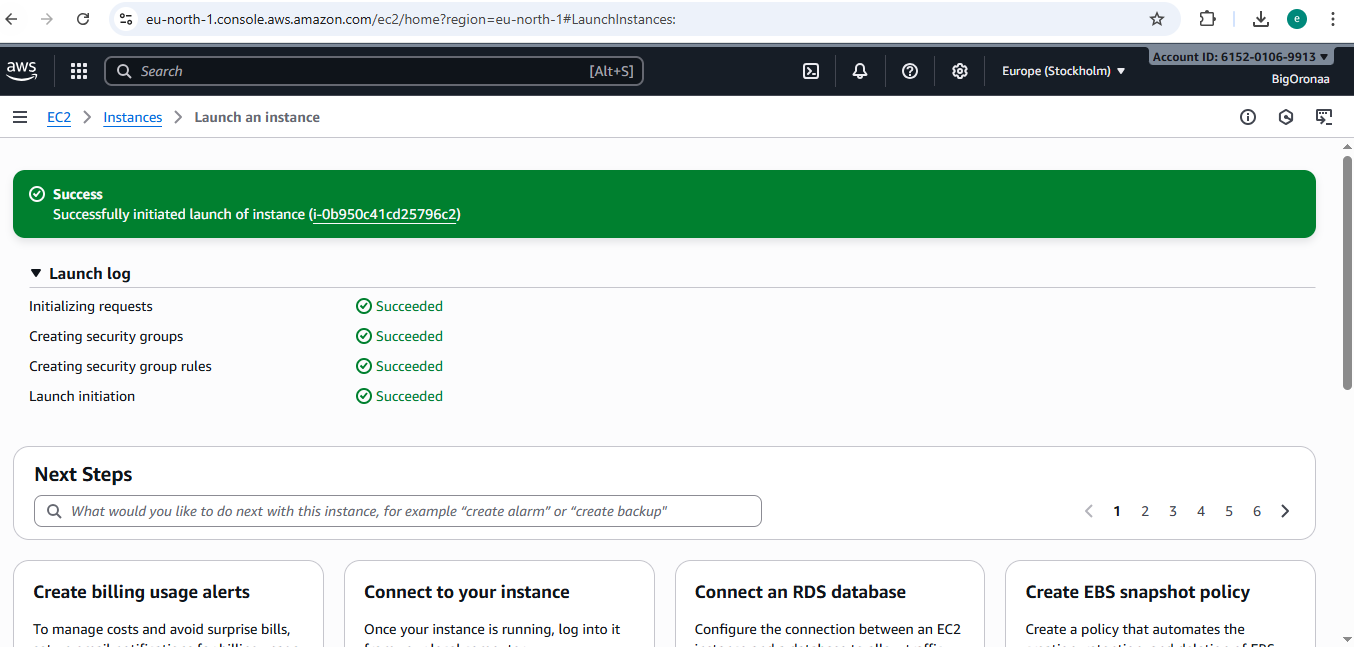 eu-north-1.console.aws.amazon.com/ec2/home?region=eu-north-1#LaunchInstances:
e
aws
Search
[Alt+S]
Europe (Stockholm)
Account ID: 6152-0106-9913
BigOronaa
EC2 > Instances > Launch an instance
Success
Successfully initiated launch of instance (i-0b950c41cd25796c2)
Launch log
Initializing requests Succeeded
Creating security groups Succeeded
Creating security group rules Succeeded
Launch initiation Succeeded
Next Steps
What would you like to do next with this instance, for example “create alarm” or “create backup"
1 2 3 4 5 6
Create billing usage alerts
To manage costs and avoid surprise bills,
Connect to your instance
Once your instance is running, log into it
Connect an RDS database
Configure the connection between an EC2
Create EBS snapshot policy
Create a policy that automates the